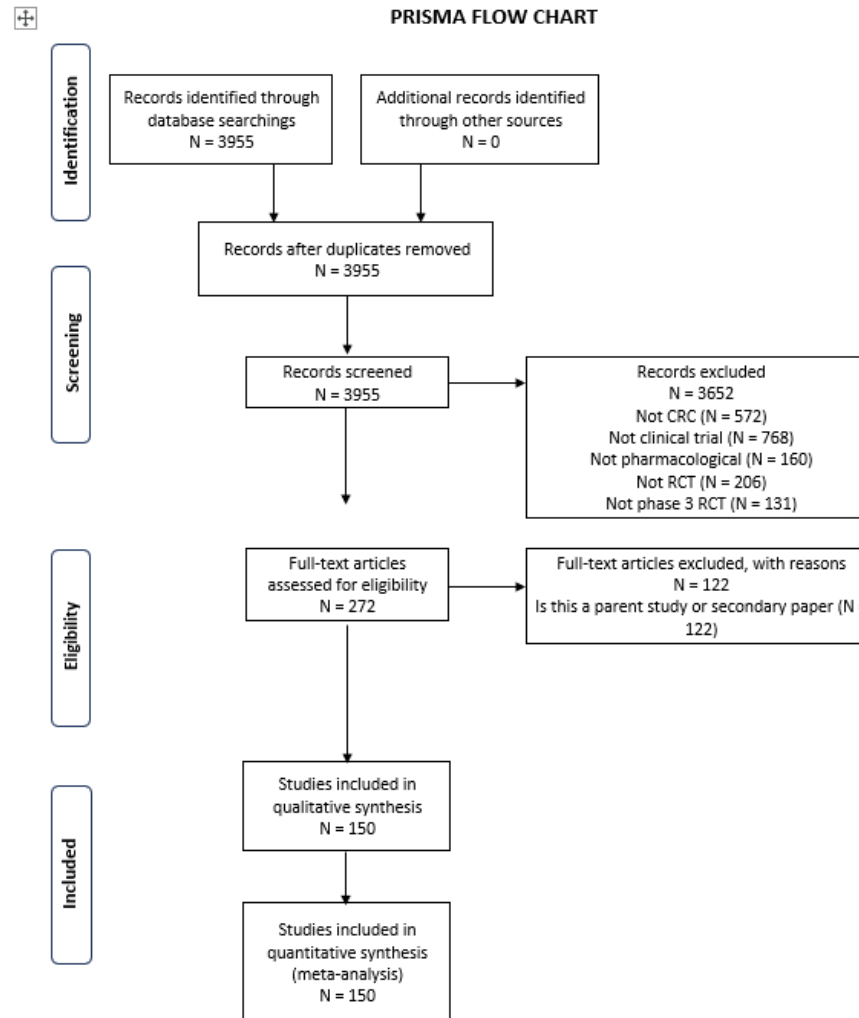 PRISMA FLOW CHART
Identification
Records identified through
database searchings
N = 3955
Additional records identified
through other sources
N = 0
Records after duplicates removed
N = 3955
Screening
Records screened
N = 3955
Records excluded
N = 3652
Not CRC (N = 572)
Not clinical trial (N = 768)
Not pharmacological (N = 160)
Not RCT (N = 206)
Not phase 3 RCT (N = 131)
Eligibility
Full-text articles
assessed for eligibility
N = 272
Full-text articles excluded, with reasons
N = 122
Is this a parent study or secondary paper (N =
122)
Included
Studies included in
qualitative synthesis
N = 150
Studies included in
quantitative synthesis
(meta-analysis)
N = 150